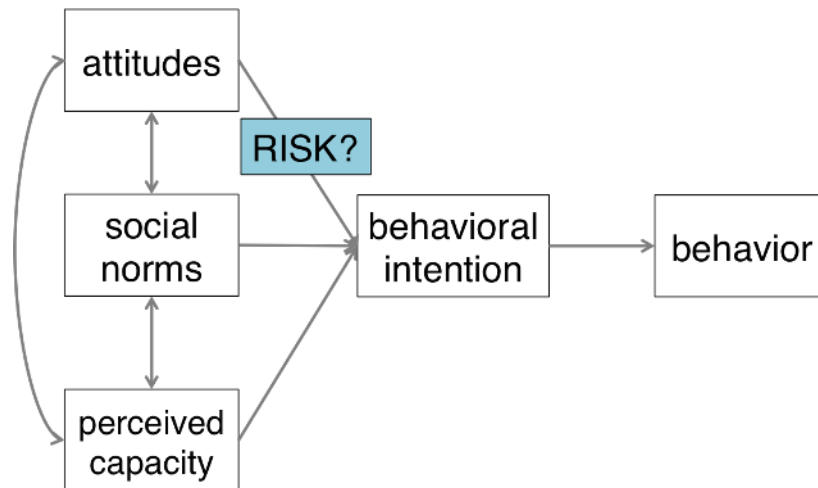 attitudes
RISK?
social
norms
behavioral
intention
behavior
perceived
capacity